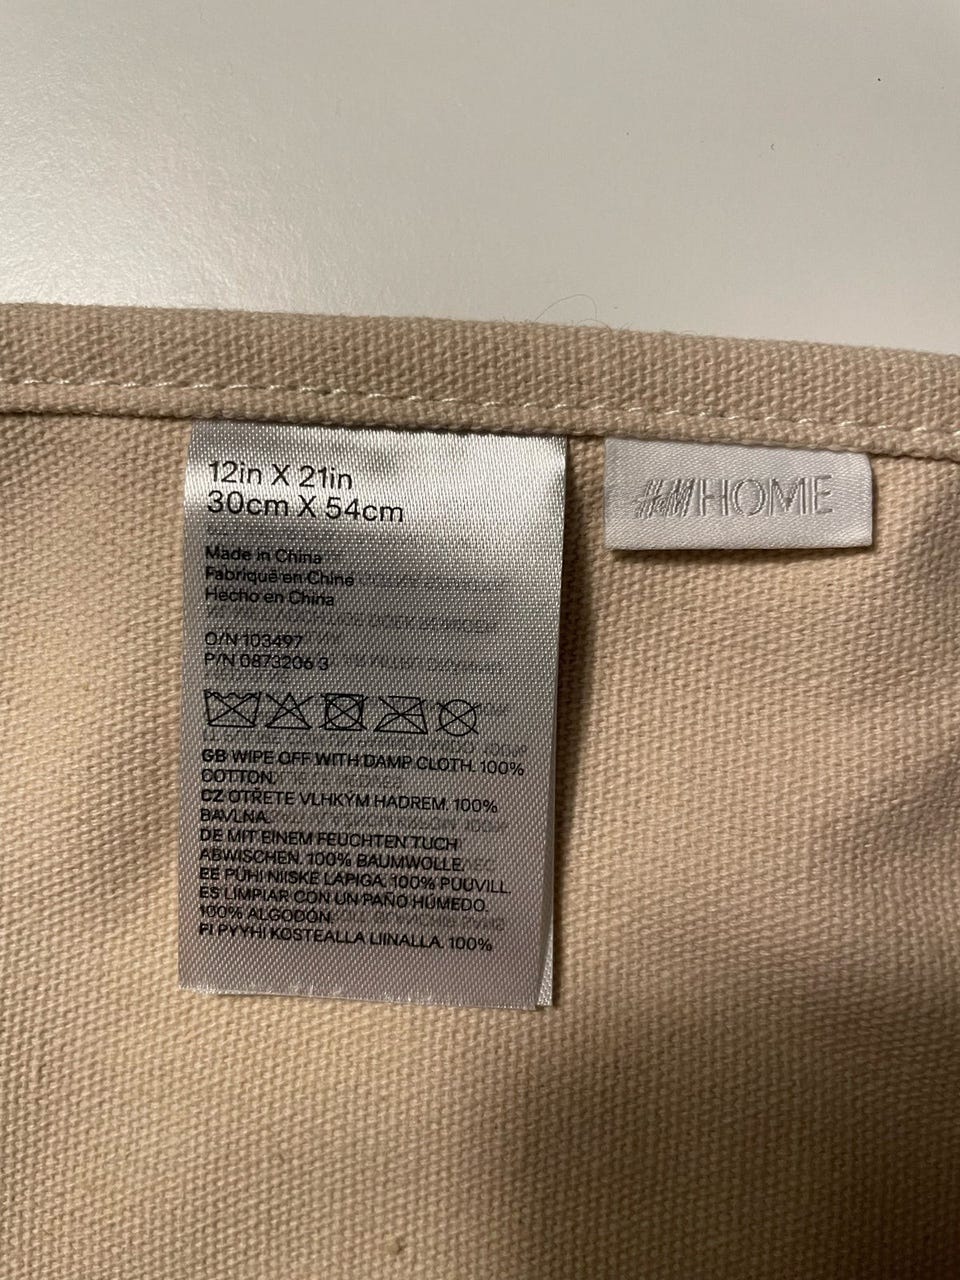 12in X 21in
30cm X 54cm
Made in China
Fabriqué en Chine
Hecho en China
O/N 103497
P/N 0873206 3
GB WIPE OFF WITH DAMP CLOTH. 100%
COTTON.
CZ OTŘETE VLHKÝM HADREM. 100%
BAVLNA.
DE MIT EINEM FEUCHTEN TUCH
ABWISCHEN. 100% BAUMWOLLE.
EE PÜHI NIISKE LAPIGA. 100% PUUVILL.
ES LIMPIAR CON UN PAÑO HÚMEDO.
100% ALGODÓN.
FI PYYHI KOSTEALLA LIINALLA. 100%
HOME